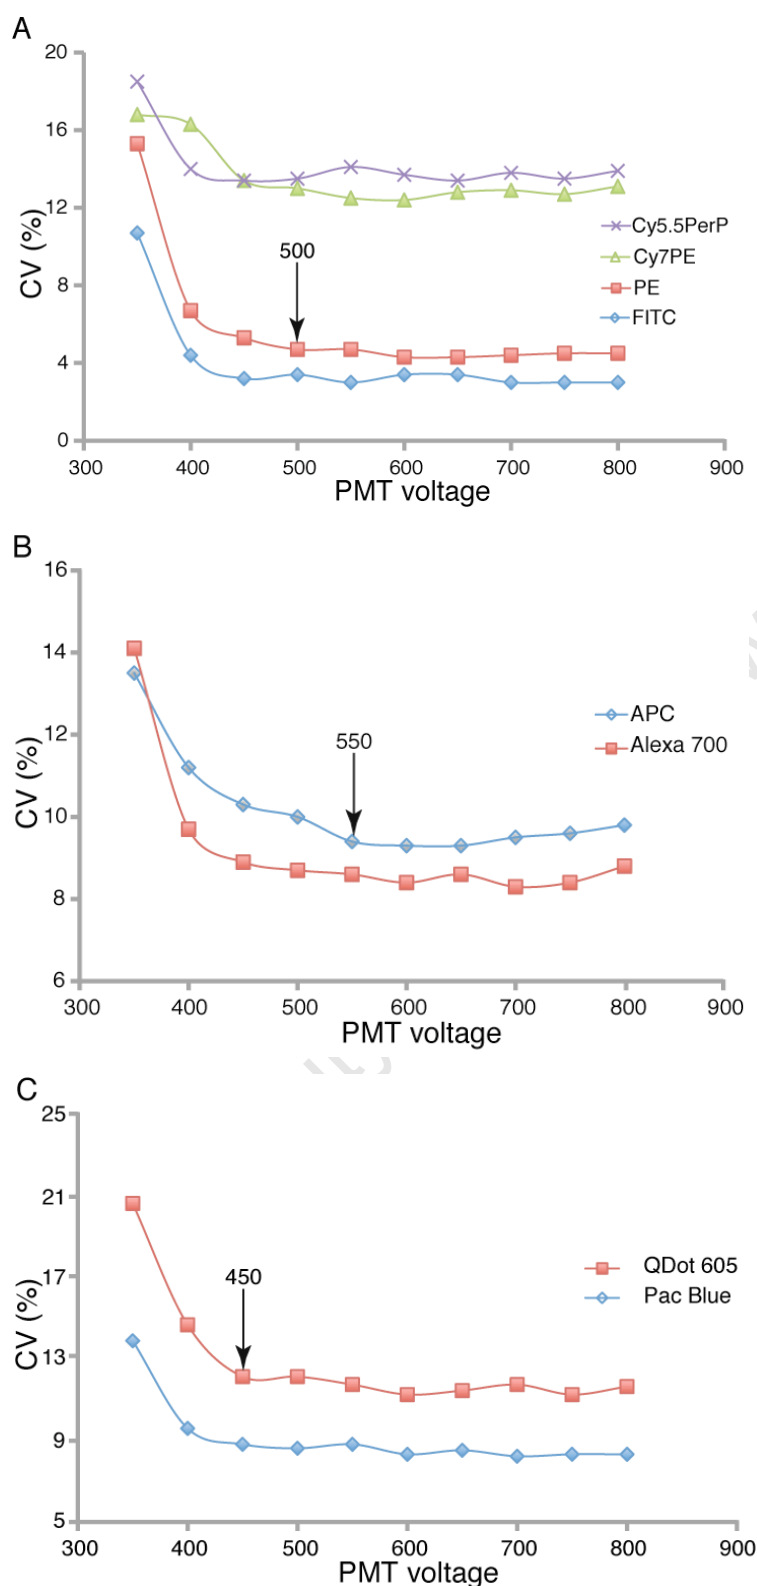 A
20
16
12
8
4
0
CV (%)
500
Cy5.5PerP
Cy7PE
PE
FITC
300 400 500 600 700 800 900
PMT voltage
B
16
14
12
10
8
6
CV (%)
550
APC
Alexa 700
300 400 500 600 700 800 900
PMT voltage
C
25
21
17
13
9
5
CV (%)
450
QDot 605
Pac Blue
300 400 500 600 700 800 900
PMT voltage